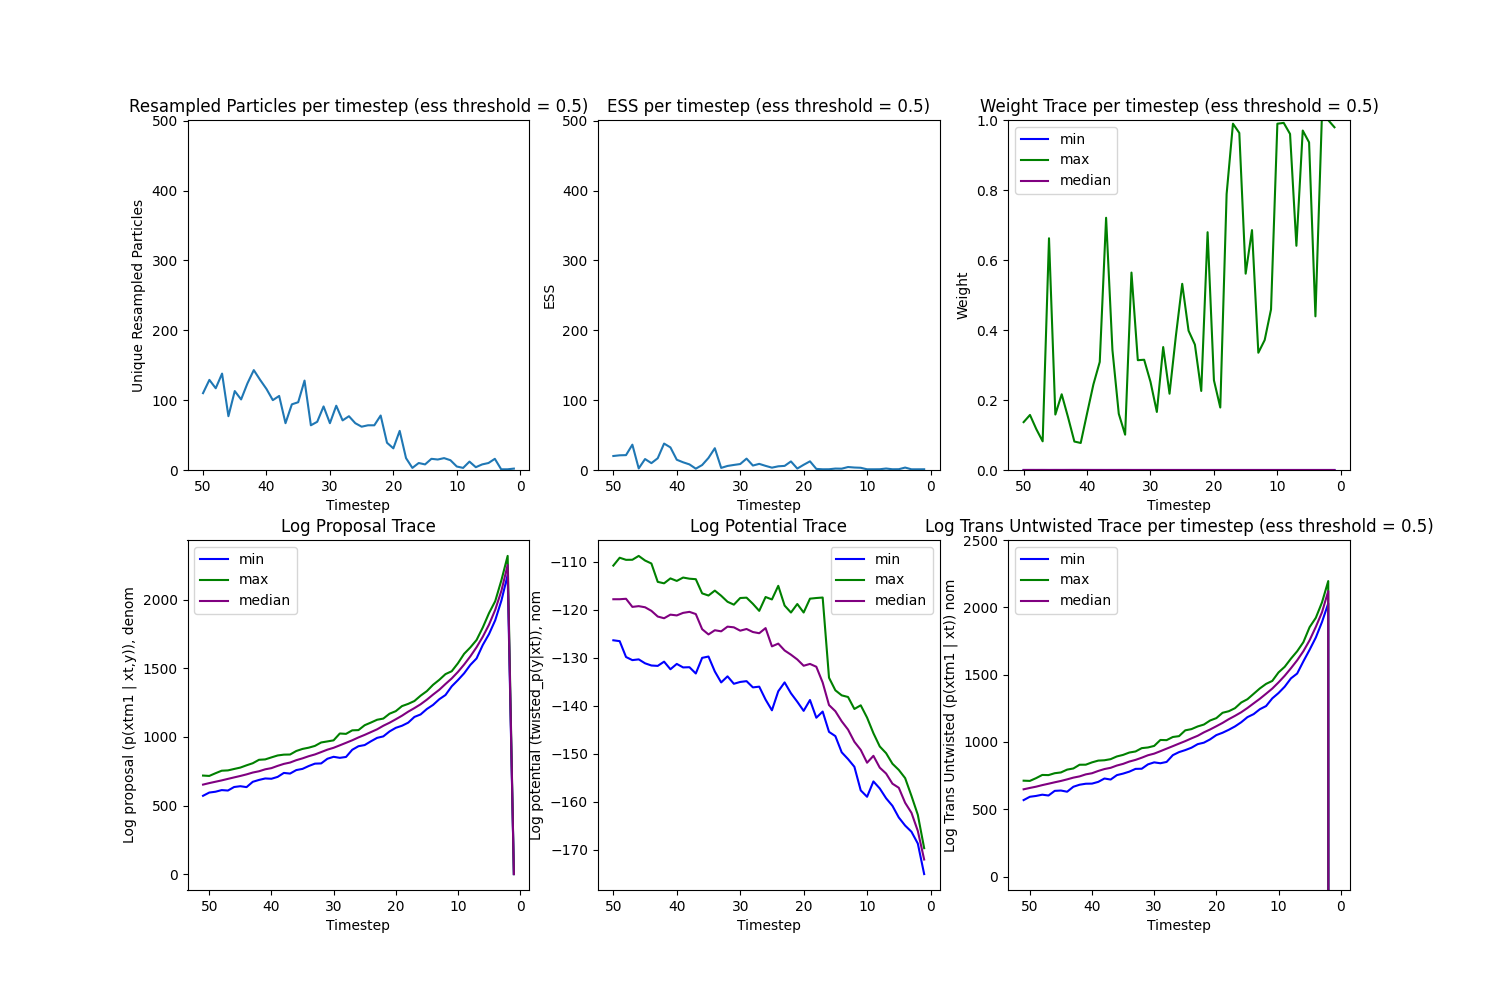 Resampled Particles per timestep (ess threshold = 0.5)
Unique Resampled Particles
500
400
300
200
100
0
50 40 30 20 10 0
Timestep
ESS per timestep (ess threshold = 0.5)
ESS
500
400
300
200
100
0
50 40 30 20 10 0
Timestep
Weight Trace per timestep (ess threshold = 0.5)
Weight
1.0
0.8
0.6
0.4
0.2
0.0
min
max
median
50 40 30 20 10 0
Timestep
Log Proposal Trace
Log proposal (p(xtm1 | xt,y)), denom
2000
1500
1000
500
0
min
max
median
50 40 30 20 10 0
Timestep
Log Potential Trace
Log potential (twisted_p(y|xt)), nom
−110
−120
−130
−140
−150
−160
−170
min
max
median
50 40 30 20 10 0
Timestep
Log Trans Untwisted Trace per timestep (ess threshold = 0.5)
Log Trans Untwisted (p(xtm1 | xt)) nom
2500
2000
1500
1000
500
0
min
max
median
50 40 30 20 10 0
Timestep